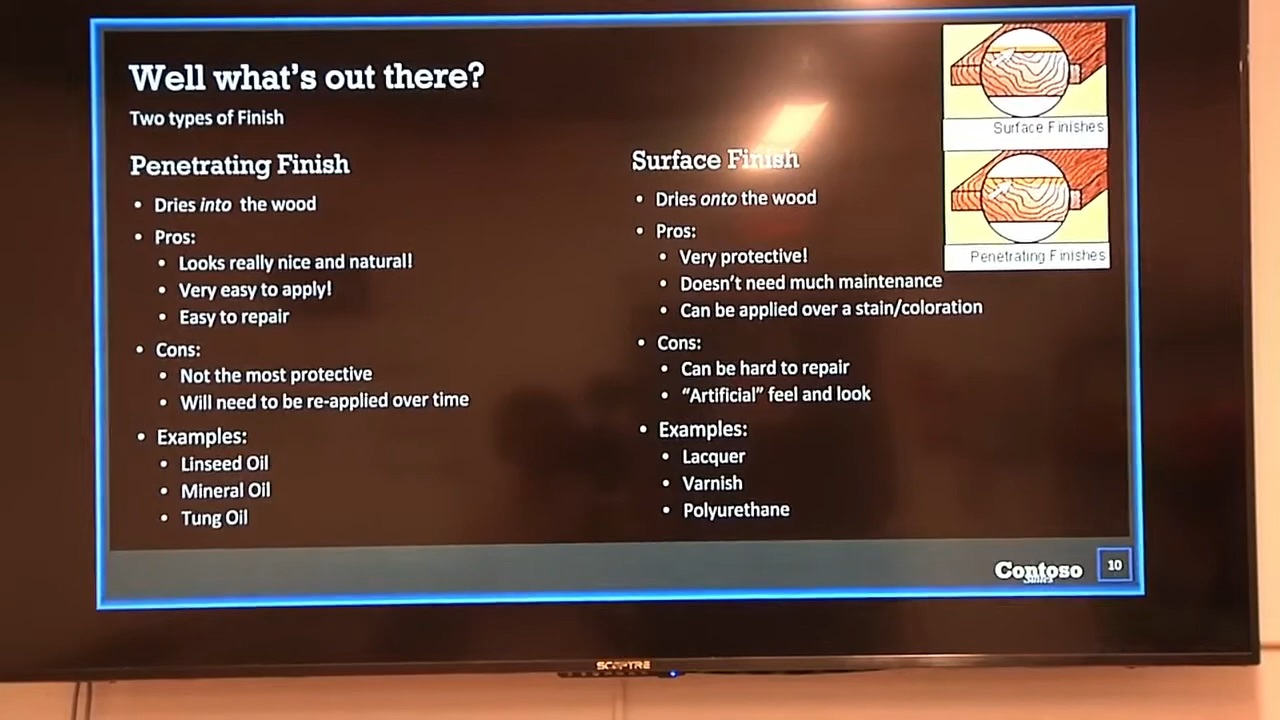 Well what's out there?
Two types of Finish
Penetrating Finish
• Dries into the wood
• Pros:
• Looks really nice and natural!
• Very easy to apply!
• Easy to repair
• Cons:
• Not the most protective
• Will need to be re-applied over time
• Examples:
• Linseed Oil
• Mineral Oil
• Tung Oil
Surface Finish
• Dries onto the wood
• Pros:
• Very protective!
• Doesn't need much maintenance
• Can be applied over a stain/coloration
• Cons:
• Can be hard to repair
• “Artificial” feel and look
• Examples:
• Lacquer
• Varnish
• Polyurethane
Surface Finishes
Penetrating Finishes
Contoso
10
SCEPTRE